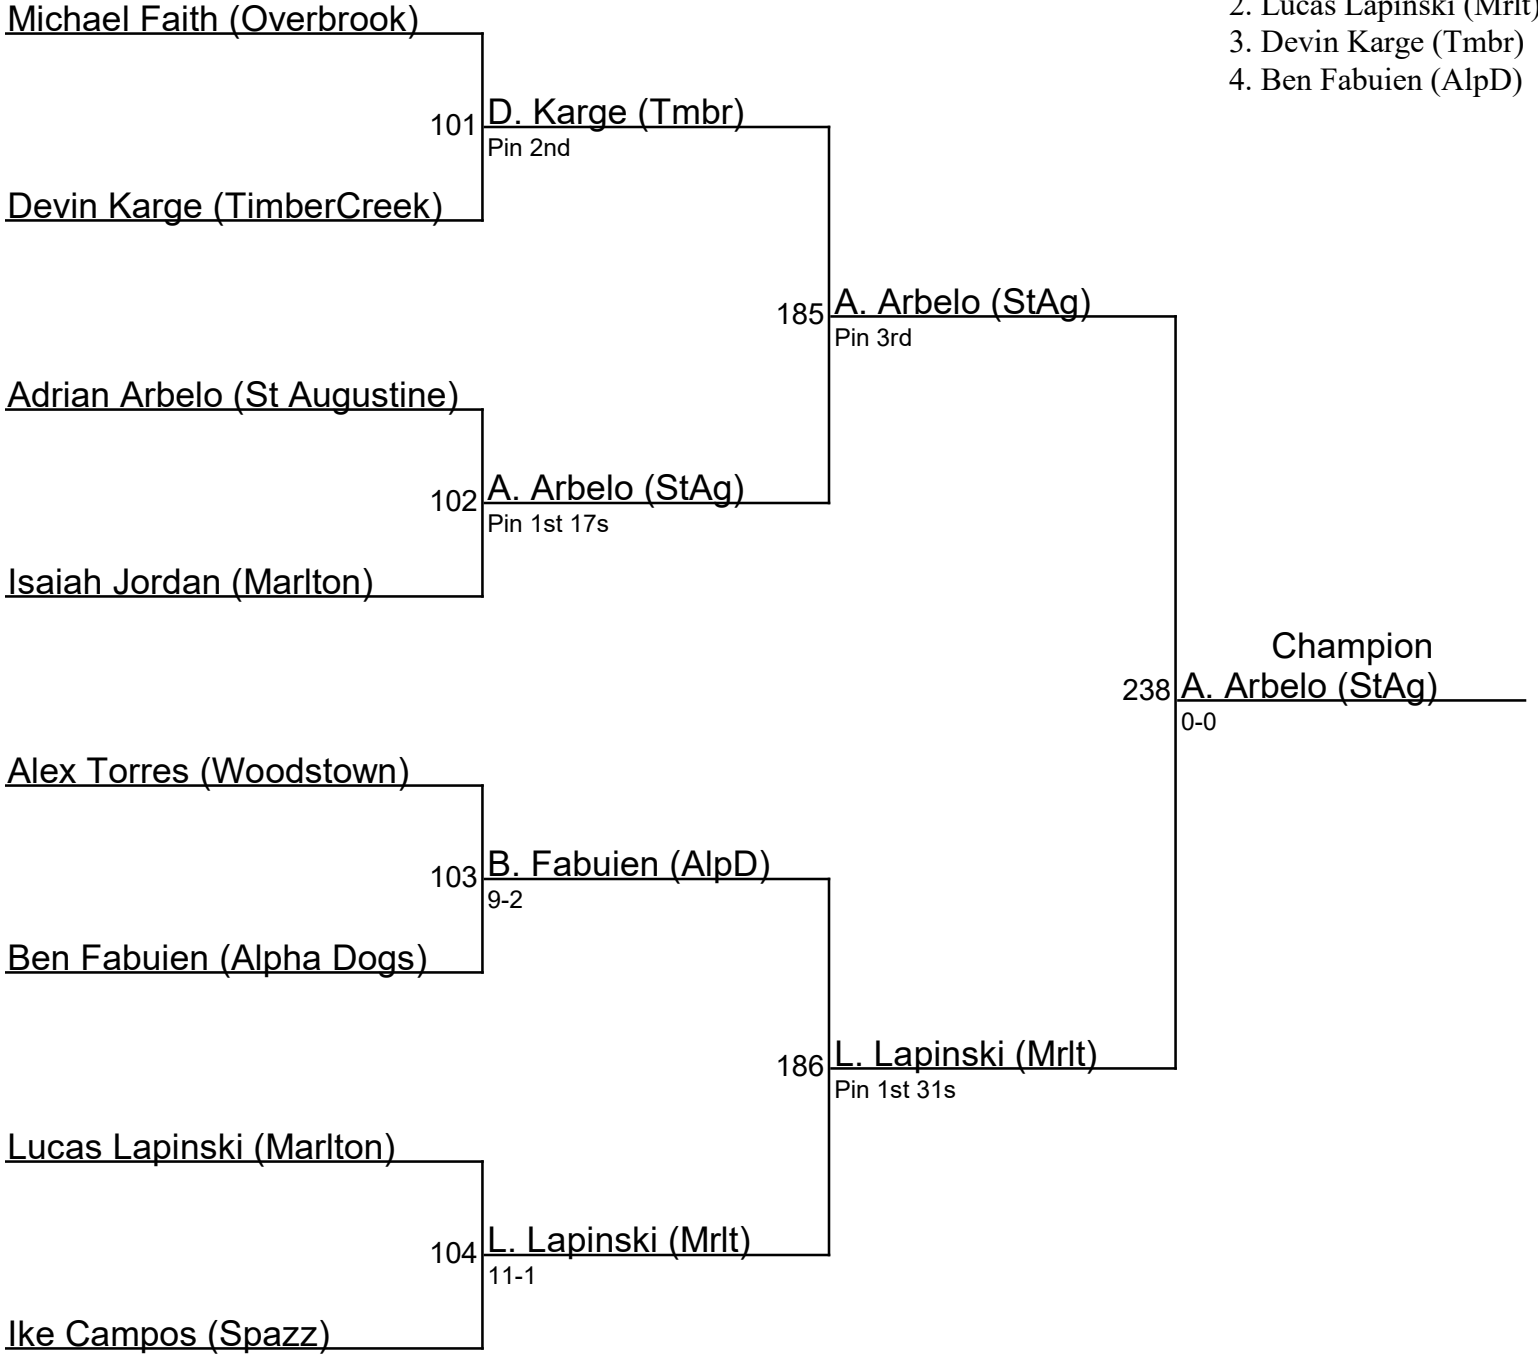 Michael Faith (Overbrook)
2. Lucas Lapinski (Mrlt)
3. Devin Karge (Tmbr)
4. Ben Fabuien (AlpD)
101
D. Karge (Tmbr)
Pin 2nd
Devin Karge (TimberCreek)
185
A. Arbelo (StAg)
Pin 3rd
Adrian Arbelo (St Augustine)
102
A. Arbelo (StAg)
Pin 1st 17s
Isaiah Jordan (Marlton)
Champion
238
A. Arbelo (StAg)
0-0
Alex Torres (Woodstown)
103
B. Fabuien (AlpD)
9-2
Ben Fabuien (Alpha Dogs)
186
L. Lapinski (Mrlt)
Pin 1st 31s
Lucas Lapinski (Marlton)
104
L. Lapinski (Mrlt)
11-1
Ike Campos (Spazz)